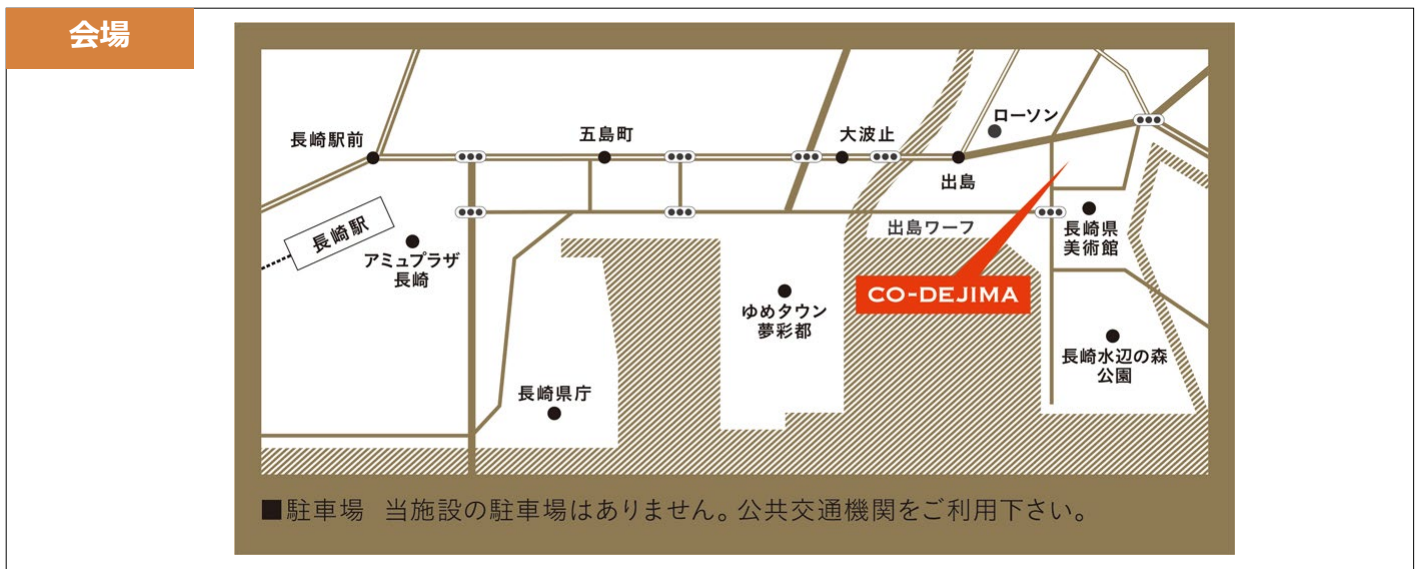 会場
ローソン
長崎駅前
五島町
大波止
出島
長崎駅
アミュプラザ
長崎
出島ワーフ
長崎県
美術館
CO-DEJIMA
ゆめタウン
夢彩都
長崎水辺の森
公園
長崎県庁
■駐車場 当施設の駐車場はありません。公共交通機関をご利用下さい。